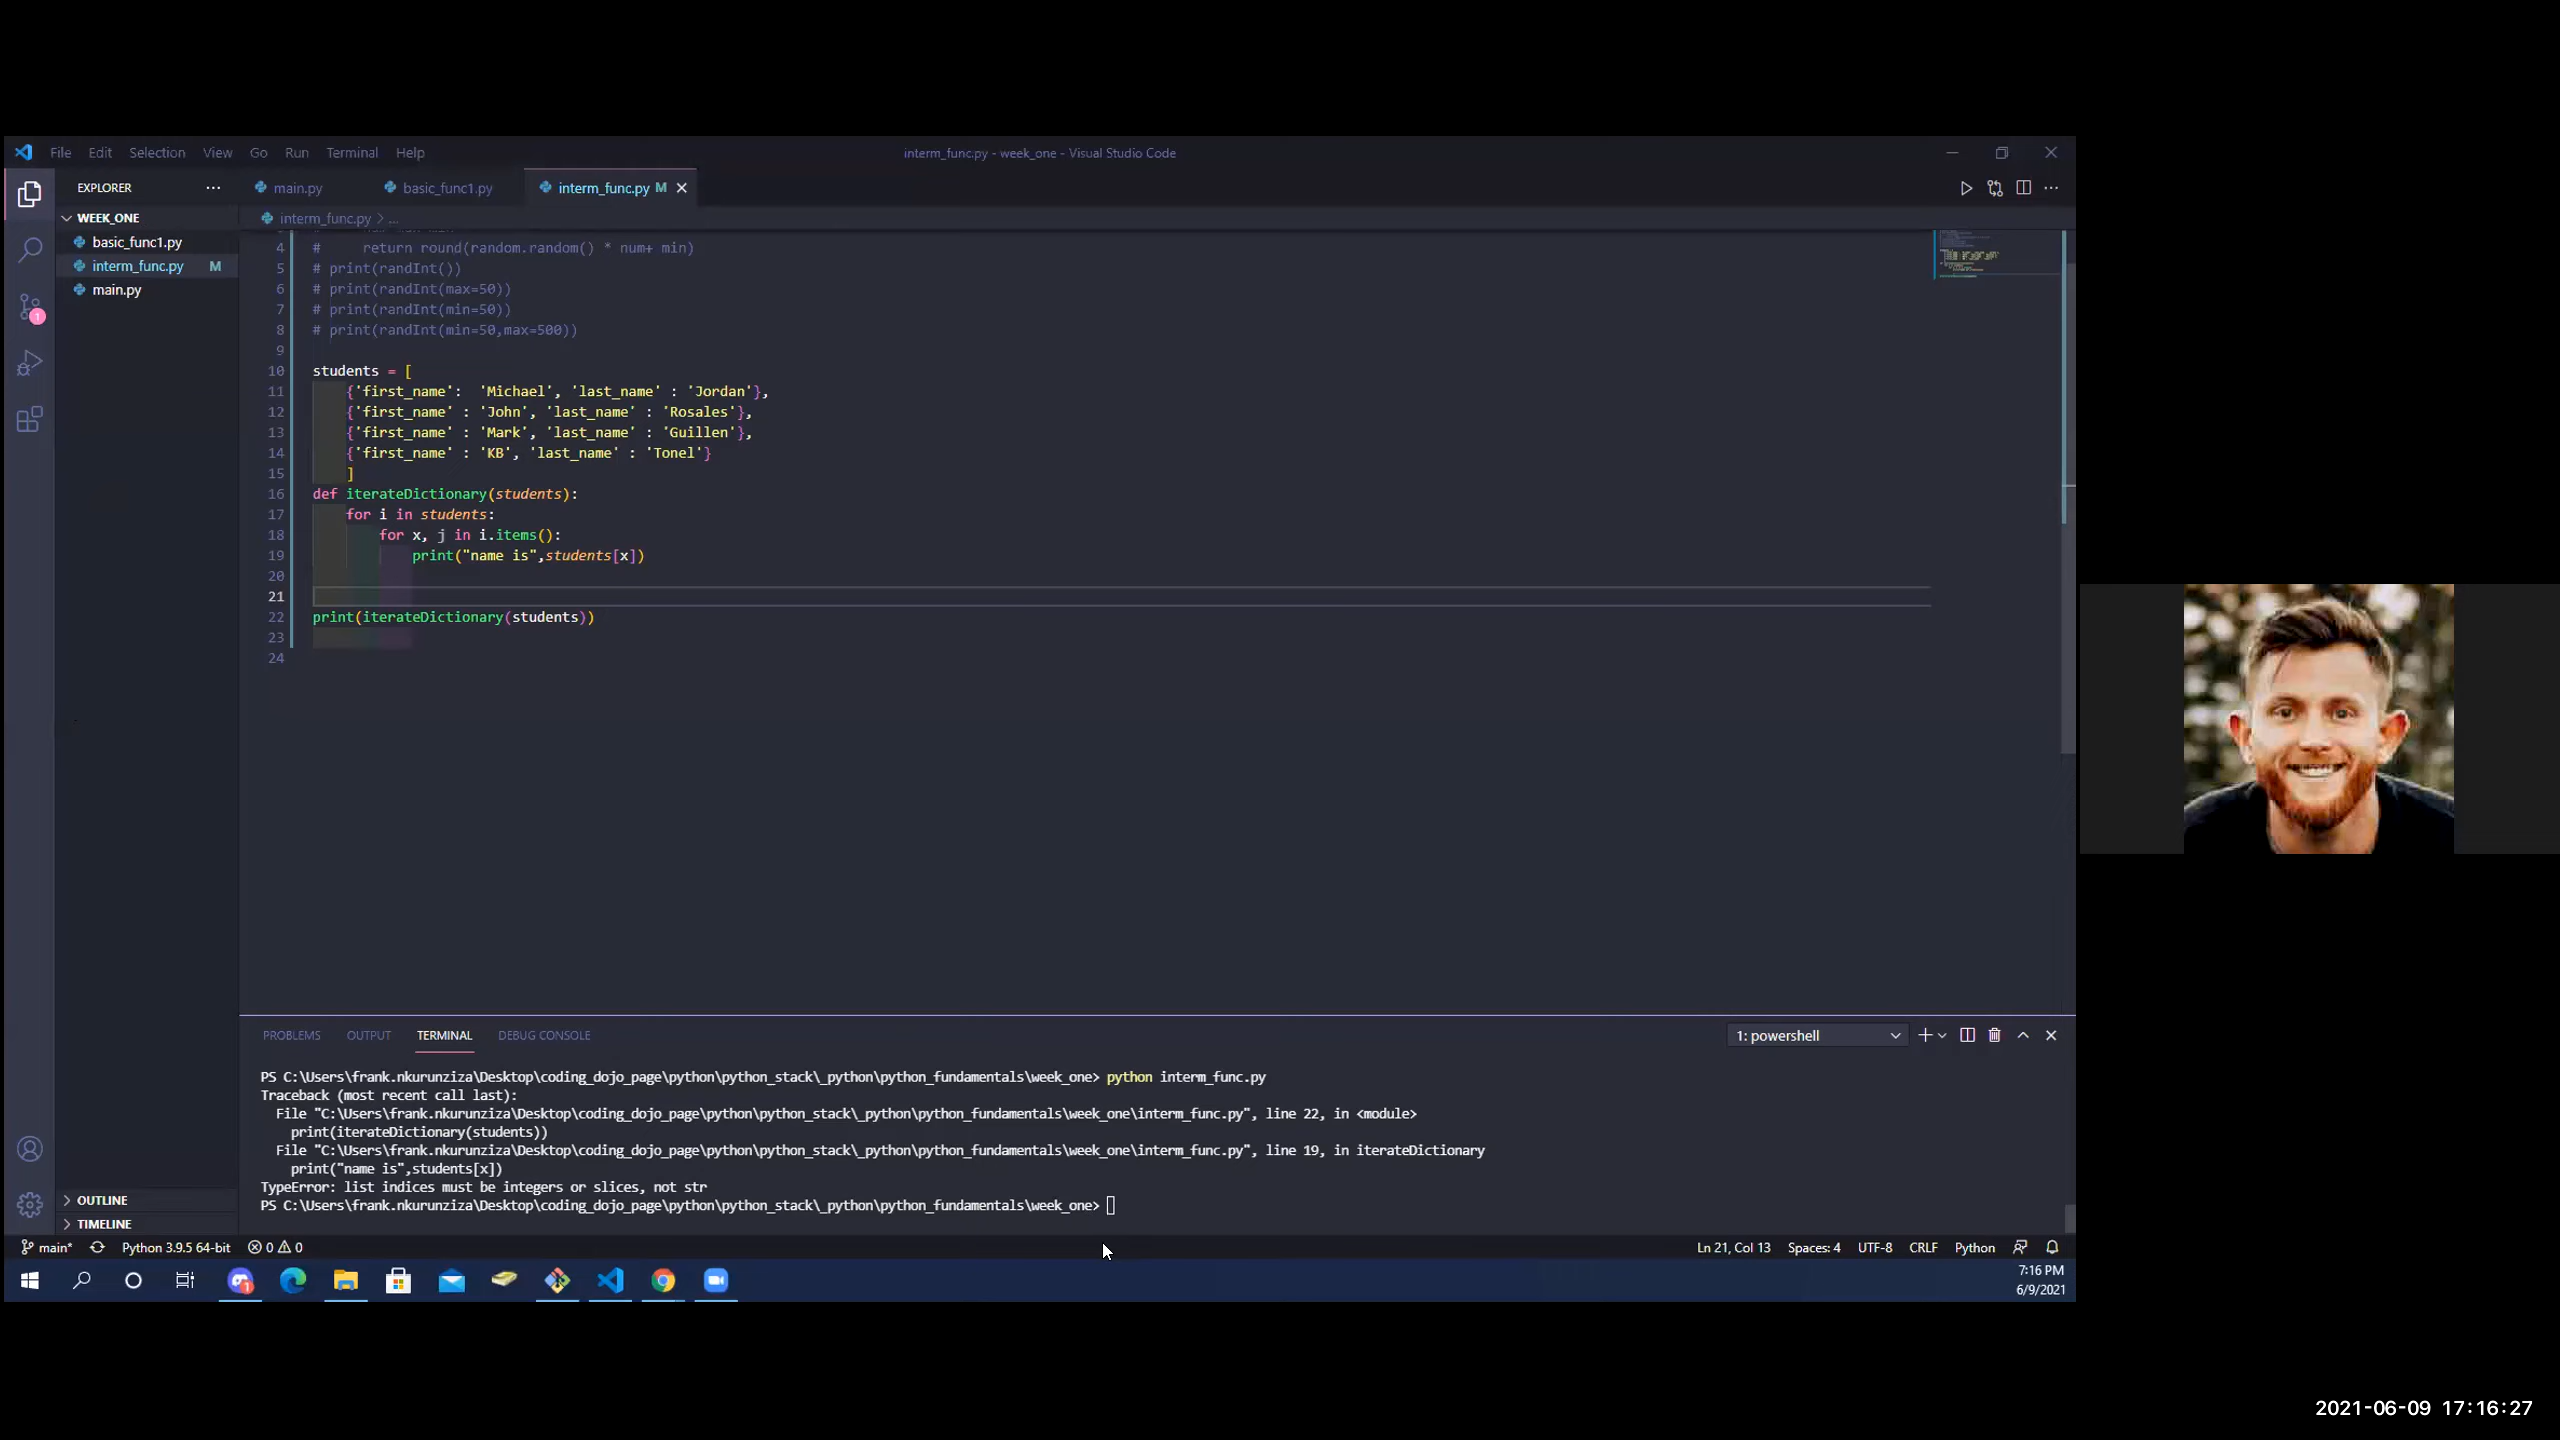 File Edit Selection View Go Run Terminal Help
interm_func.py - week_one - Visual Studio Code
EXPLORER
main.py
basic_func1.py
interm_func.py M
WEEK_ONE
interm_func.py > ...
basic_func1.py
interm_func.py M
main.py
1
4 #     return round(random.random() * num+ min)
5 # print(randInt())
6 # print(randInt(max=50))
7 # print(randInt(min=50))
8 # print(randInt(min=50,max=500))
9
10 students = [
11     {'first_name':  'Michael', 'last_name' : 'Jordan'},
12     {'first_name' : 'John', 'last_name' : 'Rosales'},
13     {'first_name' : 'Mark', 'last_name' : 'Guillen'},
14     {'first_name' : 'KB', 'last_name' : 'Tonel'}
15     ]
16 def iterateDictionary(students):
17     for i in students:
18         for x, j in i.items():
19             print("name is",students[x])
20
21
22 print(iterateDictionary(students))
23
24
PROBLEMS OUTPUT TERMINAL DEBUG CONSOLE
1: powershell
PS C:\Users\frank.nkurunziza\Desktop\coding_dojo_page\python\python_stack\_python\python_fundamentals\week_one> python interm_func.py
Traceback (most recent call last):
  File "C:\Users\frank.nkurunziza\Desktop\coding_dojo_page\python\python_stack\_python\python_fundamentals\week_one\interm_func.py", line 22, in <module>
    print(iterateDictionary(students))
  File "C:\Users\frank.nkurunziza\Desktop\coding_dojo_page\python\python_stack\_python\python_fundamentals\week_one\interm_func.py", line 19, in iterateDictionary
    print("name is",students[x])
TypeError: list indices must be integers or slices, not str
PS C:\Users\frank.nkurunziza\Desktop\coding_dojo_page\python\python_stack\_python\python_fundamentals\week_one>
OUTLINE
TIMELINE
main* Python 3.9.5 64-bit 0 0
Ln 21, Col 13 Spaces: 4 UTF-8 CRLF Python
7:16 PM
6/9/2021
2021-06-09 17:16:27